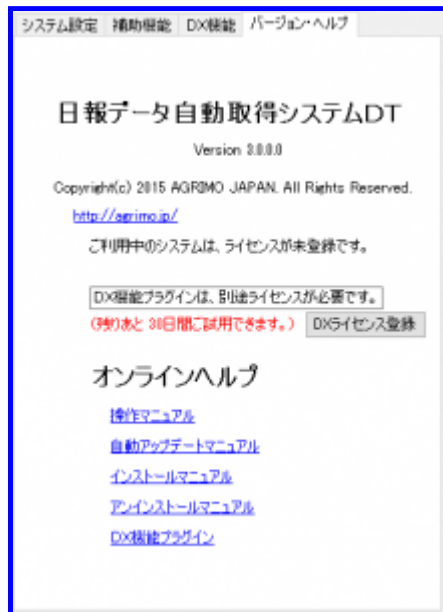 システム設定 補助機能 DX機能 バージョン・ヘルプ
日報データ自動取得システムDT
Version 3.0.0.0
Copyright(c) 2015 AGRIMO JAPAN. All Rights Reserved.
http://agrimo.jp/
ご利用中のシステムは、ライセンスが未登録です。
DX機能プラグインは、別途ライセンスが必要です。
(残りあと 30日間ご試用できます。) DXライセンス登録
オンラインヘルプ
操作マニュアル
自動アップデートマニュアル
インストールマニュアル
アンインストールマニュアル
DX機能プラグイン